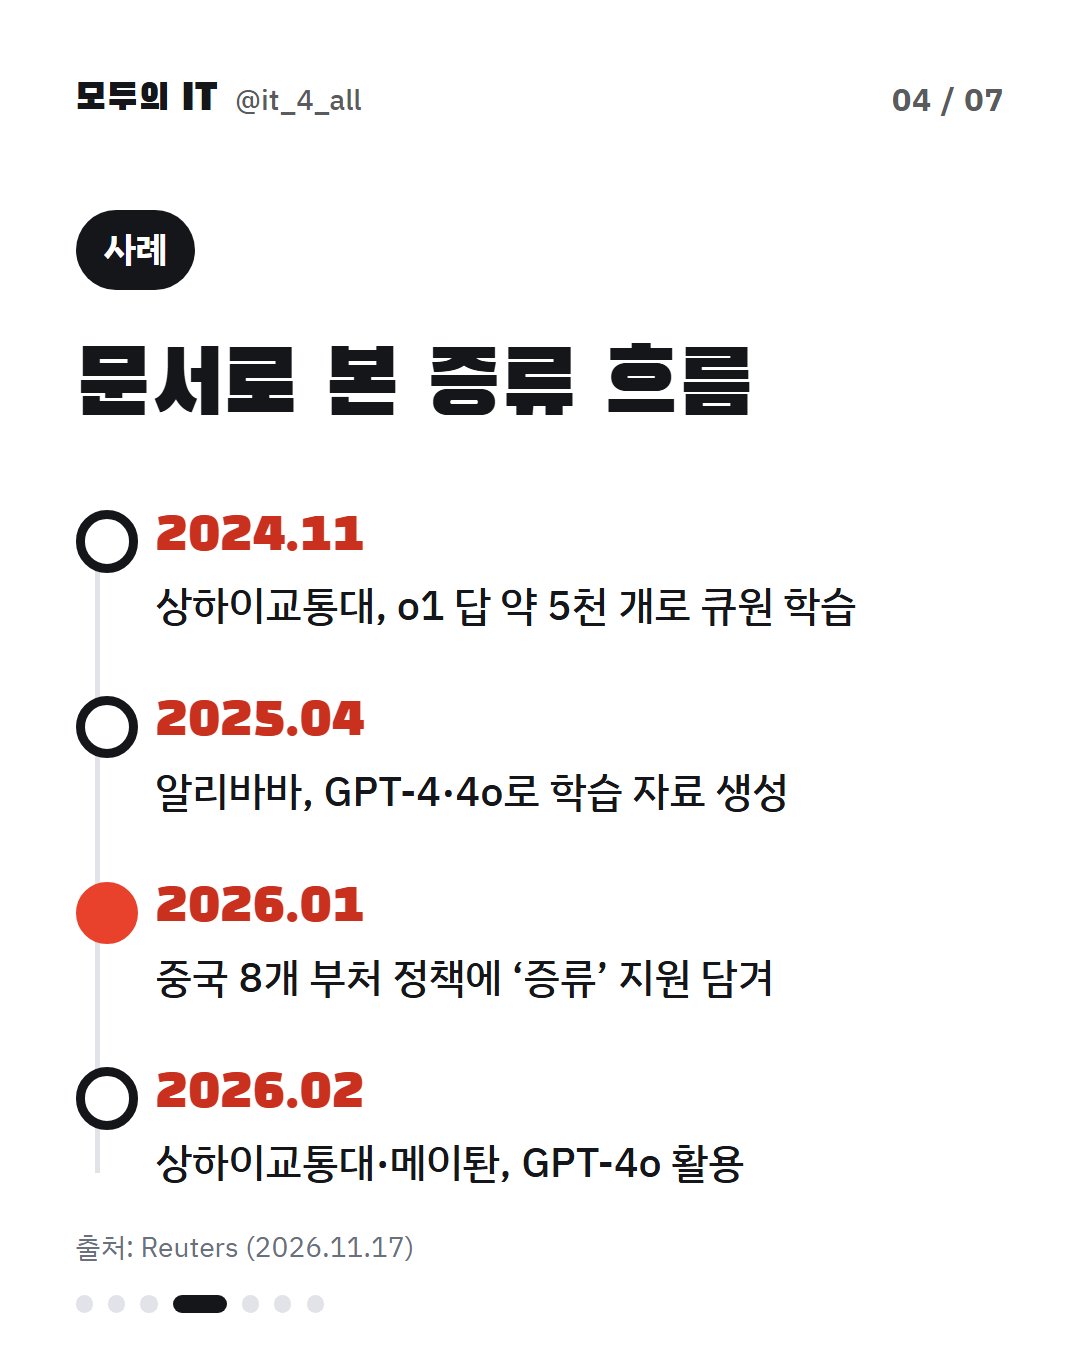 모두의 IT @it_4_all
04 / 07
사례
문서로 본 증류 흐름
2024.11
상하이교통대, o1 답 약 5천 개로 큐원 학습
2025.04
알리바바, GPT-4·4o로 학습 자료 생성
2026.01
중국 8개 부처 정책에 ‘증류’ 지원 담겨
2026.02
상하이교통대·메이퇀, GPT-4o 활용
출처: Reuters (2026.11.17)